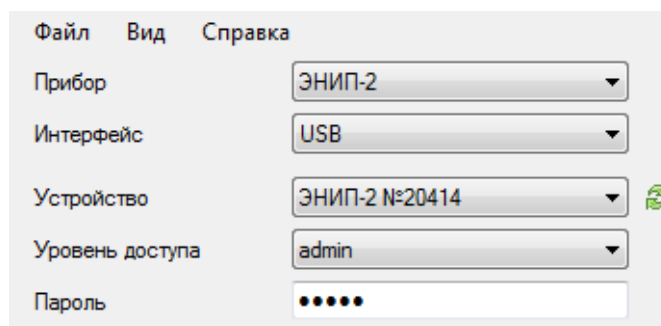 Файл Вид Справка
Прибор ЭНИП-2
Интерфейс USB
Устройство ЭНИП-2 №20414
Уровень доступа admin
Пароль •••••